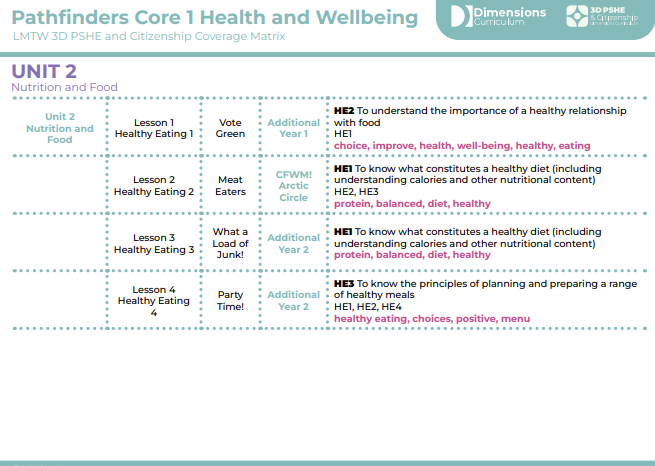 Pathfinders Core 1 Health and Wellbeing
LMTW 3D PSHE and Citizenship Coverage Matrix
Dimensions
Curriculum
3D PSHE
& Citizenship
UNIT 2
Nutrition and Food
Unit 2
Nutrition and
Food
Lesson 1
Healthy Eating 1
Vote
Green
Additional
Year 1
HE2 To understand the importance of a healthy relationship
with food
HE1
choice, improve, health, well-being, healthy, eating
Lesson 2
Healthy Eating 2
Meat
Eaters
CFWM!
Arctic
Circle
HE1 To know what constitutes a healthy diet (including
understanding calories and other nutritional content)
HE2, HE3
protein, balanced, diet, healthy
Lesson 3
Healthy Eating 3
What a
Load of
Junk!
Additional
Year 2
HE1 To know what constitutes a healthy diet (including
understanding calories and other nutritional content)
protein, balanced, diet, healthy
Lesson 4
Healthy Eating
4
Party
Time!
Additional
Year 2
HE3 To know the principles of planning and preparing a range
of healthy meals
HE1, HE2, HE4
healthy eating, choices, positive, menu